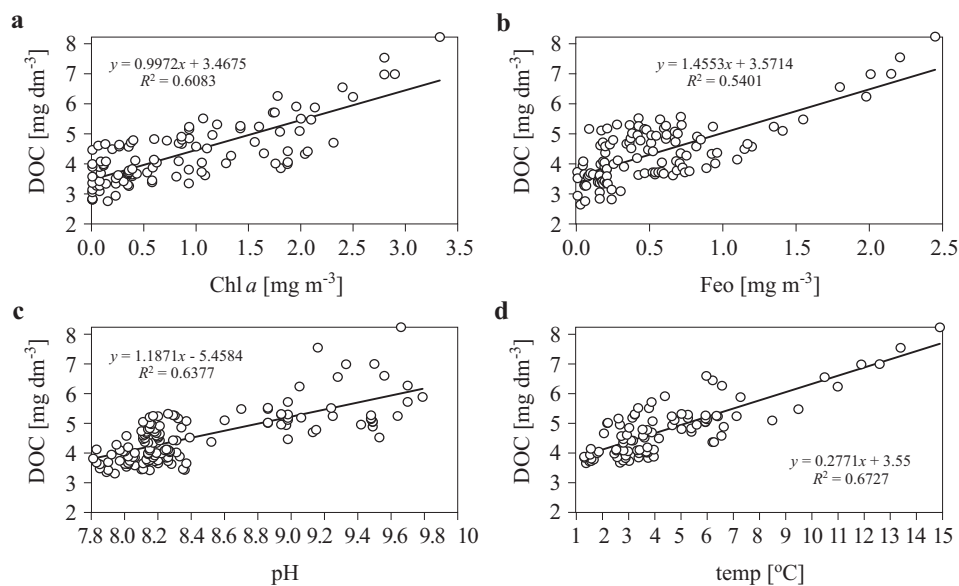 a
y = 0.9972x + 3.4675
R² = 0.6083
DOC [mg dm⁻³]
8
7
6
5
4
3
2
0.0 0.5 1.0 1.5 2.0 2.5 3.0 3.5
Chl a [mg m⁻³]
b
y = 1.4553x + 3.5714
R² = 0.5401
DOC [mg dm⁻³]
8
7
6
5
4
3
2
0.0 0.5 1.0 1.5 2.0 2.5
Feo [mg m⁻³]
c
y = 1.1871x - 5.4584
R² = 0.6377
DOC [mg dm⁻³]
8
7
6
5
4
3
2
7.8 8.0 8.2 8.4 8.6 8.8 9.0 9.2 9.4 9.6 9.8 10
pH
d
y = 0.2771x + 3.55
R² = 0.6727
DOC [mg dm⁻³]
8
7
6
5
4
3
2
1 2 3 4 5 6 7 8 9 10 11 12 13 14 15
temp [ºC]